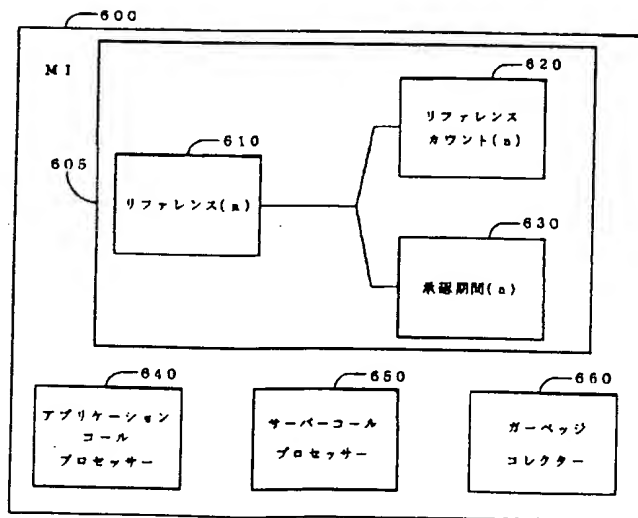 600
MI
620
リファレンス
カウント(n)
610
605
リファレンス(n)
630
承認期間(n)
640
アプリケーション
コール
プロセッサー
650
サーバーコール
プロセッサー
660
ガーベッジ
コレクター